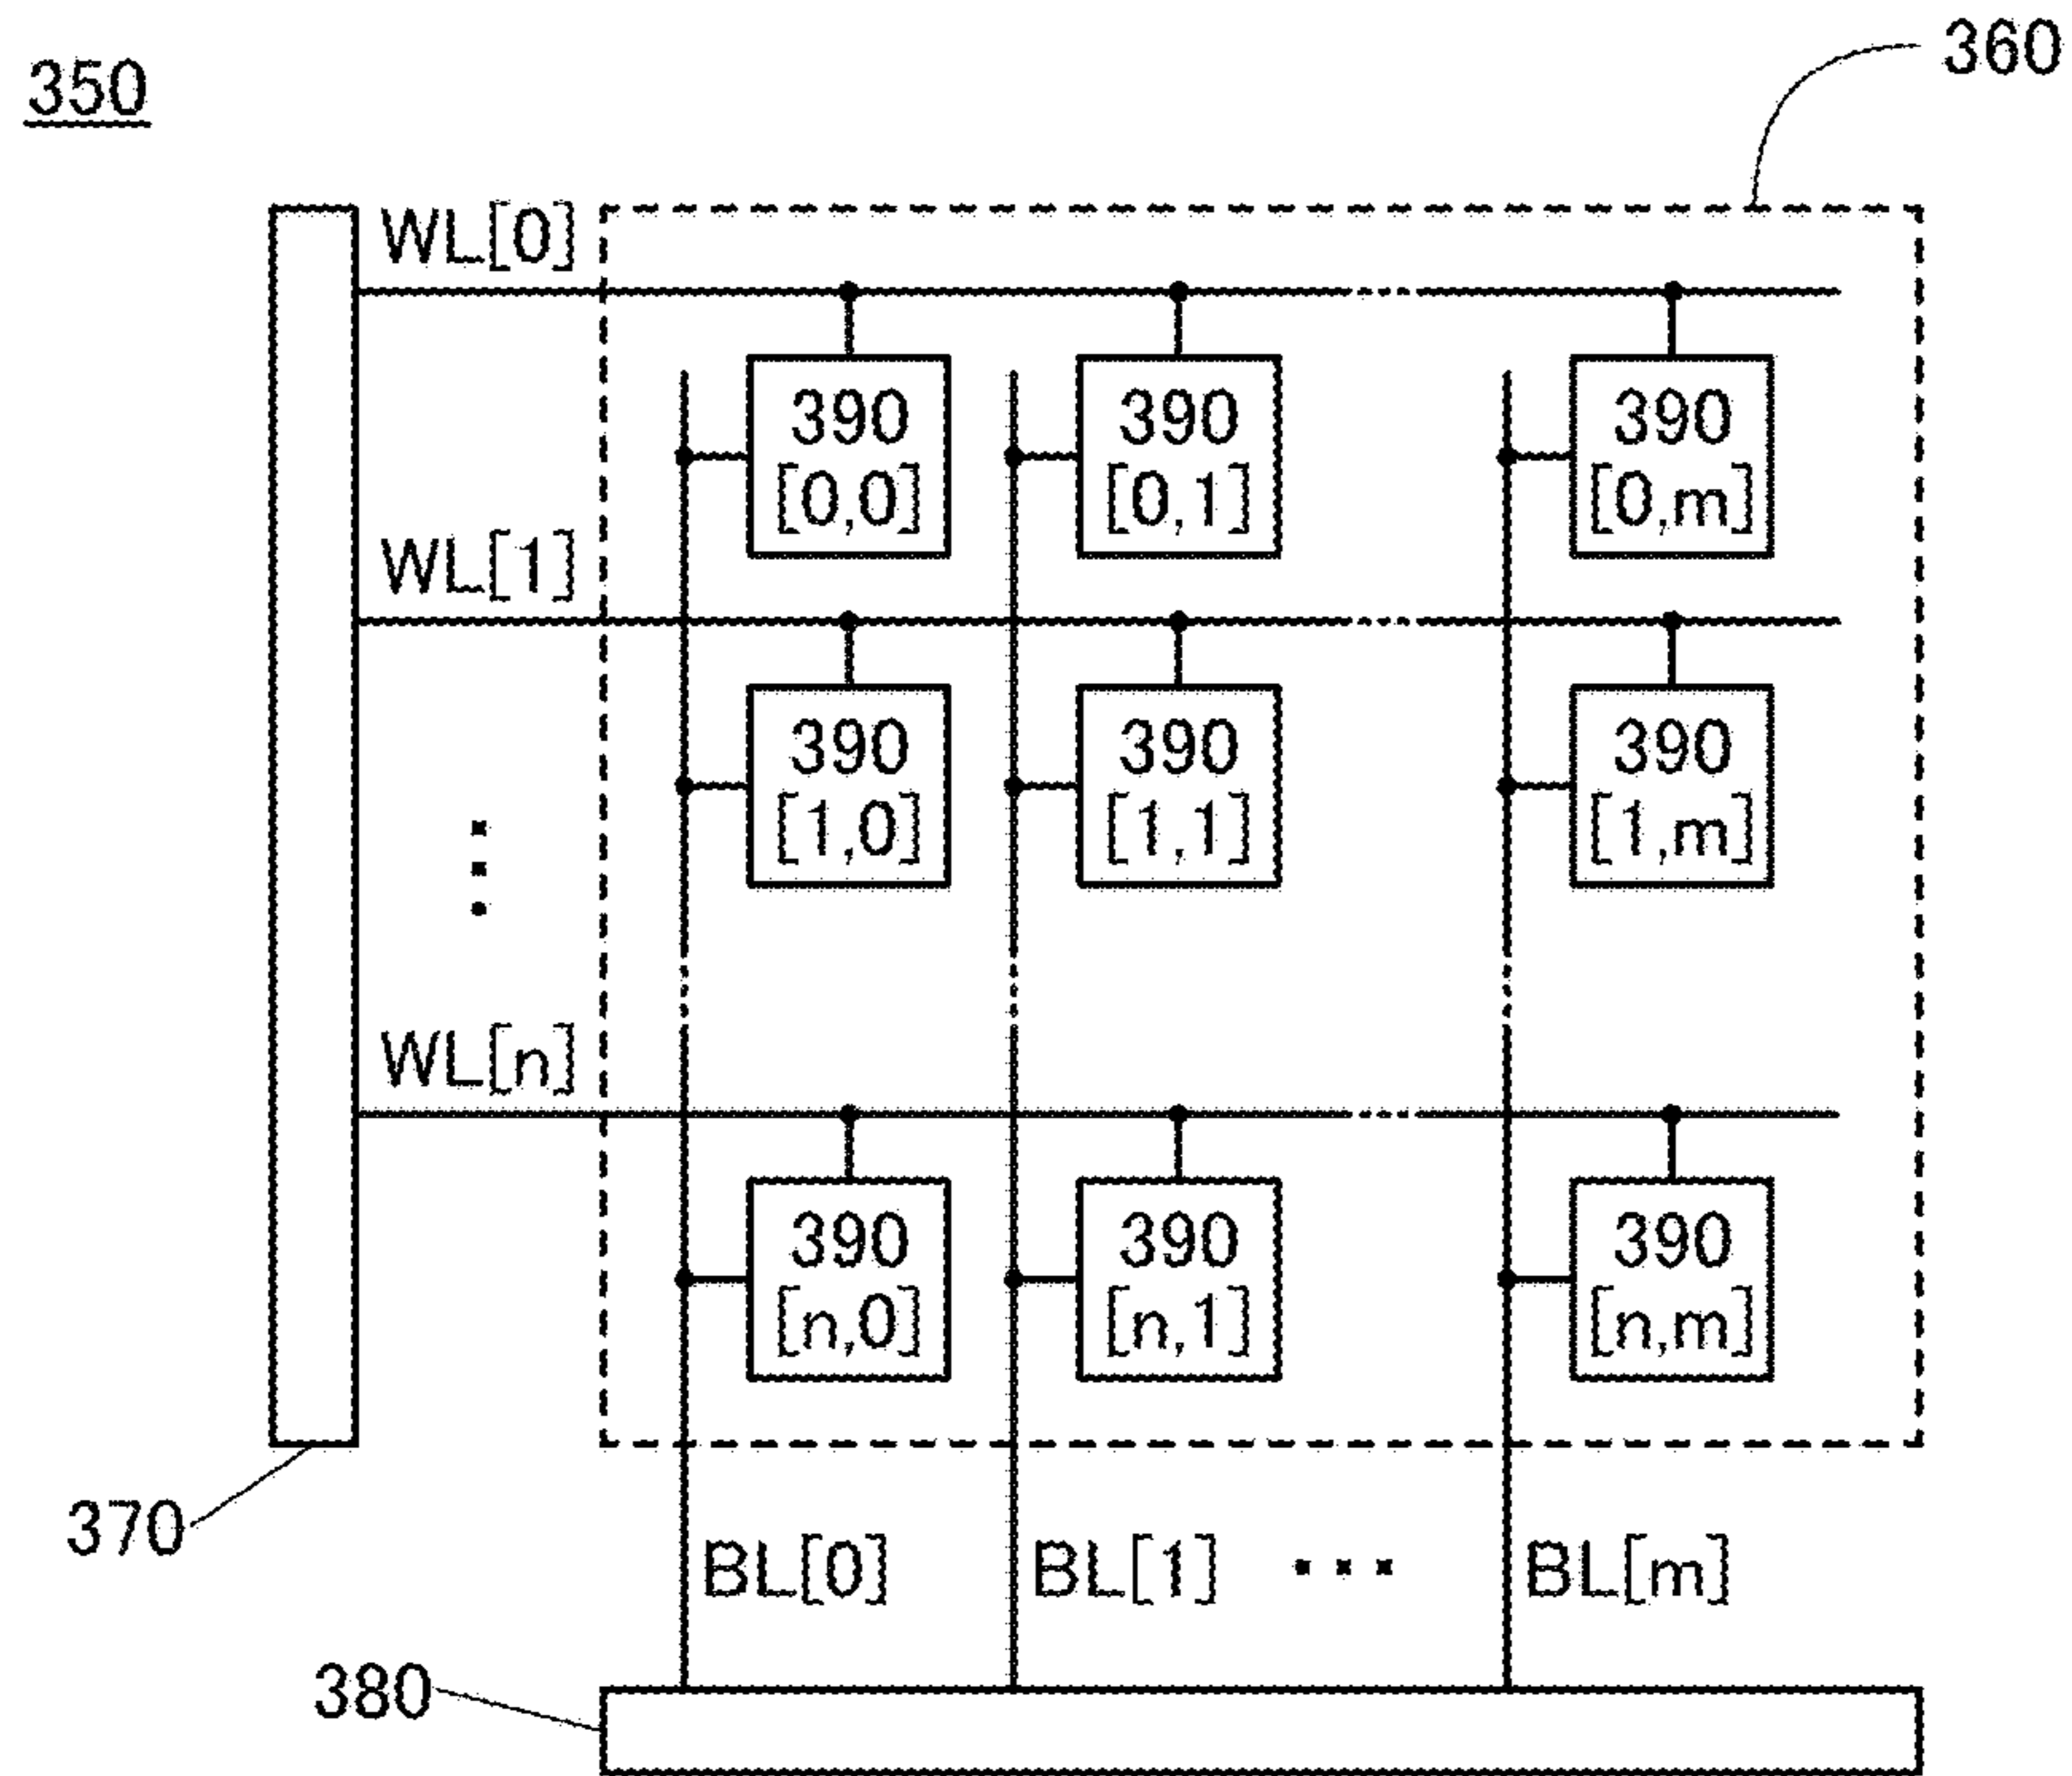 350
360
WL[0]
390 390 390
[0,0] [0,1] [0,m]
WL[1]
390 390 390
[1,0] [1,1] [1,m]
WL[n]
390 390 390
[n,0] [n,1] [n,m]
370
BL[0] BL[1] ··· BL[m]
380